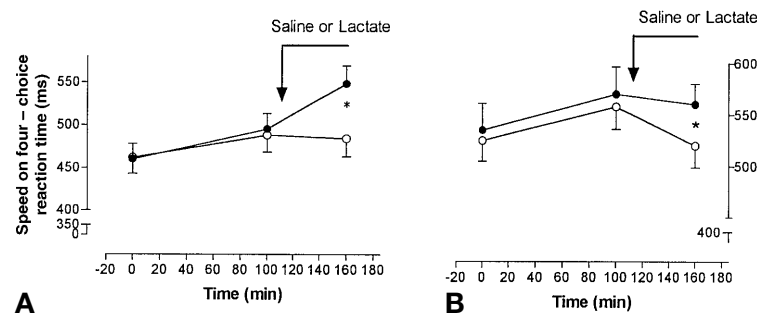 Saline or Lactate
Speed on four – choice
reaction time (ms)
550
500
450
400
350
0
*
-20 0 20 40 60 80 100 120 140 160 180
Time (min)
A
Saline or Lactate
600
550
500
400
*
-20 0 20 40 60 80 100 120 140 160 180
Time (min)
B